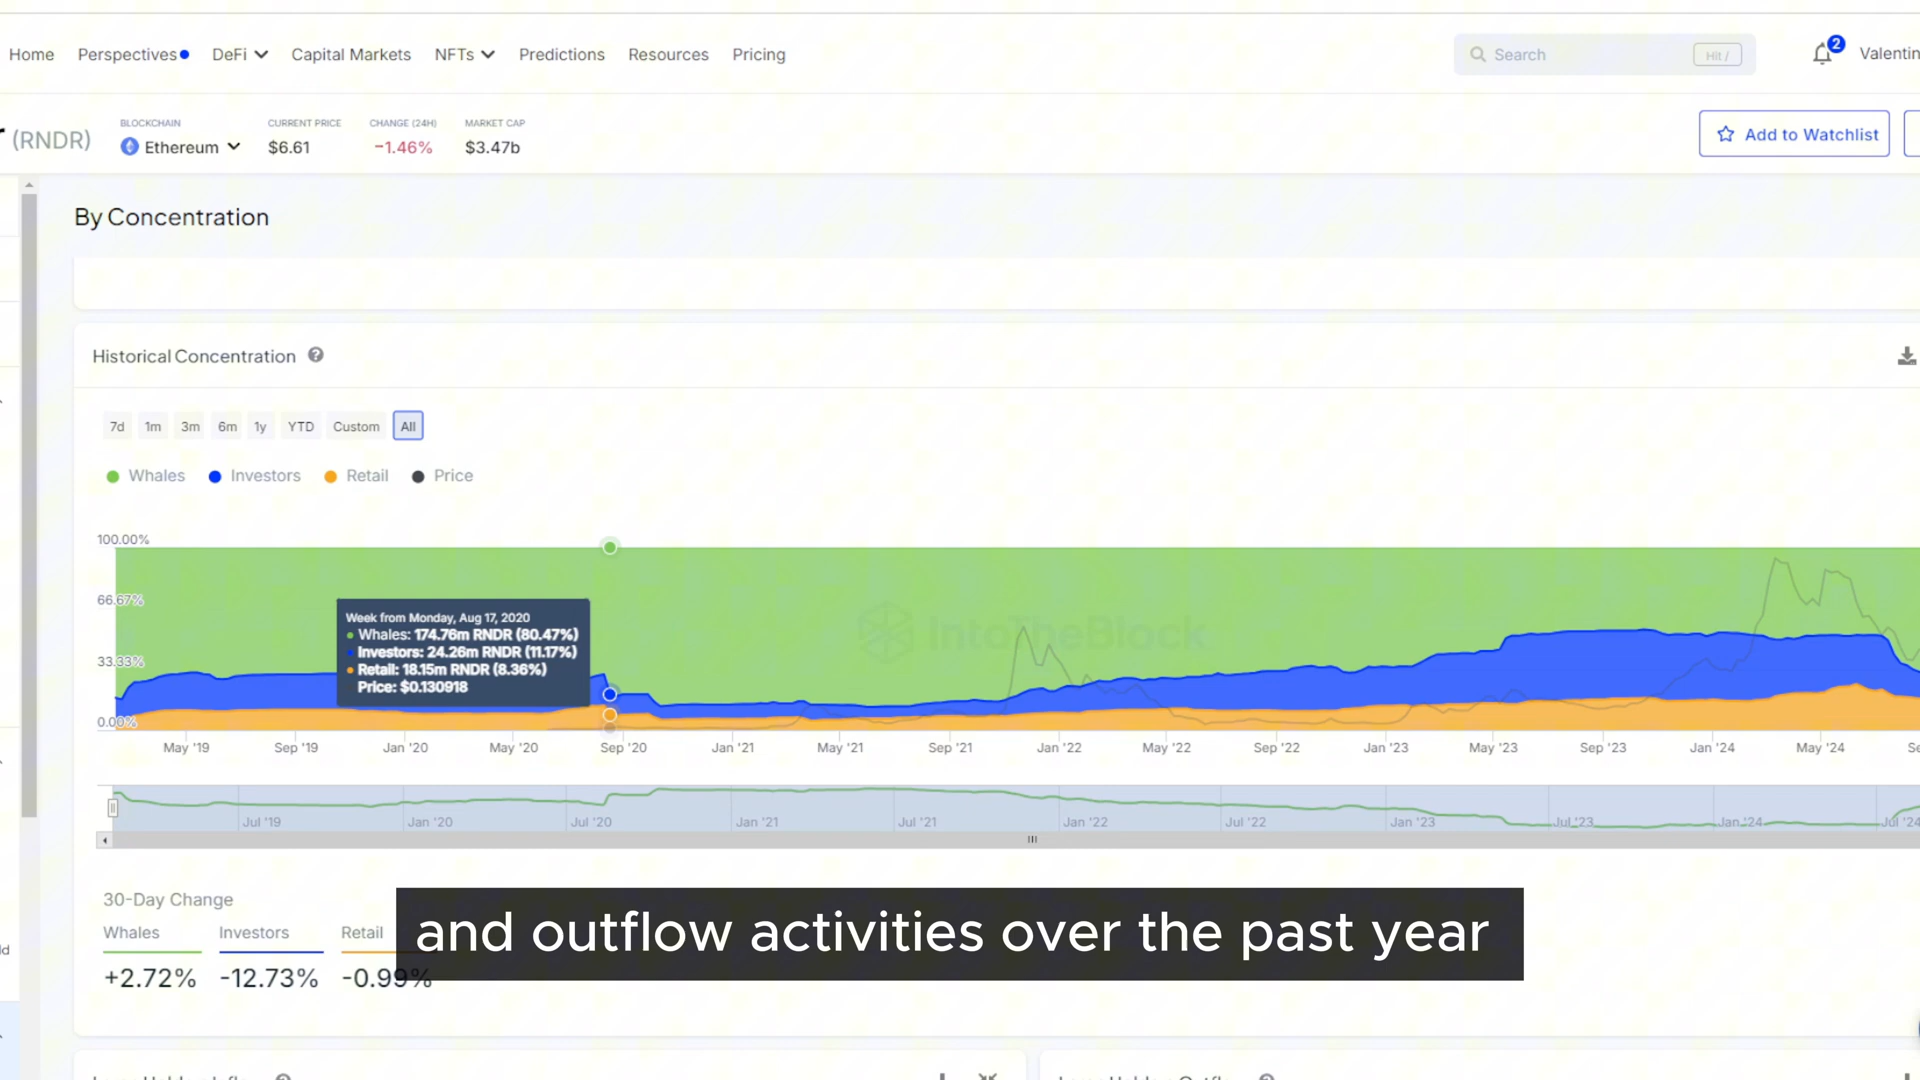 Home Perspectives DeFi Capital Markets NFTs Predictions Resources Pricing Search Hit / 2 Valentin
(RNDR)
BLOCKCHAIN CURRENT PRICE CHANGE (24H) MARKET CAP
Ethereum $6.61 −1.46% $3.47b
Add to Watchlist
By Concentration
Historical Concentration ?
7d 1m 3m 6m 1y YTD Custom All
Whales Investors Retail Price
100.00%
66.67%
33.33%
0.00%
Week from Monday, Aug 17, 2020
Whales: 174.76m RNDR (80.47%)
Investors: 24.26m RNDR (11.17%)
Retail: 18.15m RNDR (8.36%)
Price: $0.130918
IntoTheBlock
May '19 Sep '19 Jan '20 May '20 Sep '20 Jan '21 May '21 Sep '21 Jan '22 May '22 Sep '22 Jan '23 May '23 Sep '23 Jan '24 May '24 Se
Jul '19 Jan '20 Jul '20 Jan '21 Jul '21 Jan '22 Jul '22 Jan '23 Jul '23 Jan '24 Jul '24
30-Day Change
Whales Investors Retail
+2.72% -12.73% -0.99%
and outflow activities over the past year